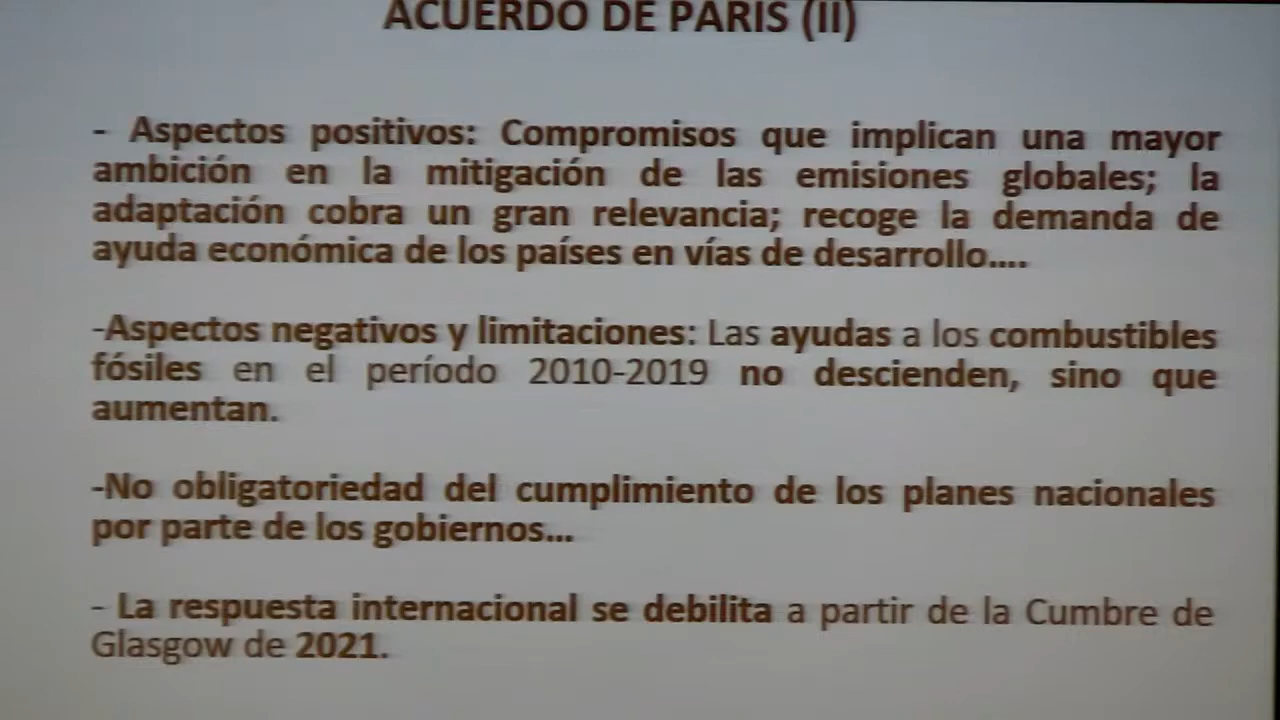 ACUERDO DE PARIS (II)
- Aspectos positivos: Compromisos que implican una mayor
ambición en la mitigación de las emisiones globales; la
adaptación cobra un gran relevancia; recoge la demanda de
ayuda económica de los países en vías de desarrollo....
-Aspectos negativos y limitaciones: Las ayudas a los combustibles
fósiles en el período 2010-2019 no descienden, sino que
aumentan.
-No obligatoriedad del cumplimiento de los planes nacionales
por parte de los gobiernos...
- La respuesta internacional se debilita a partir de la Cumbre de
Glasgow de 2021.